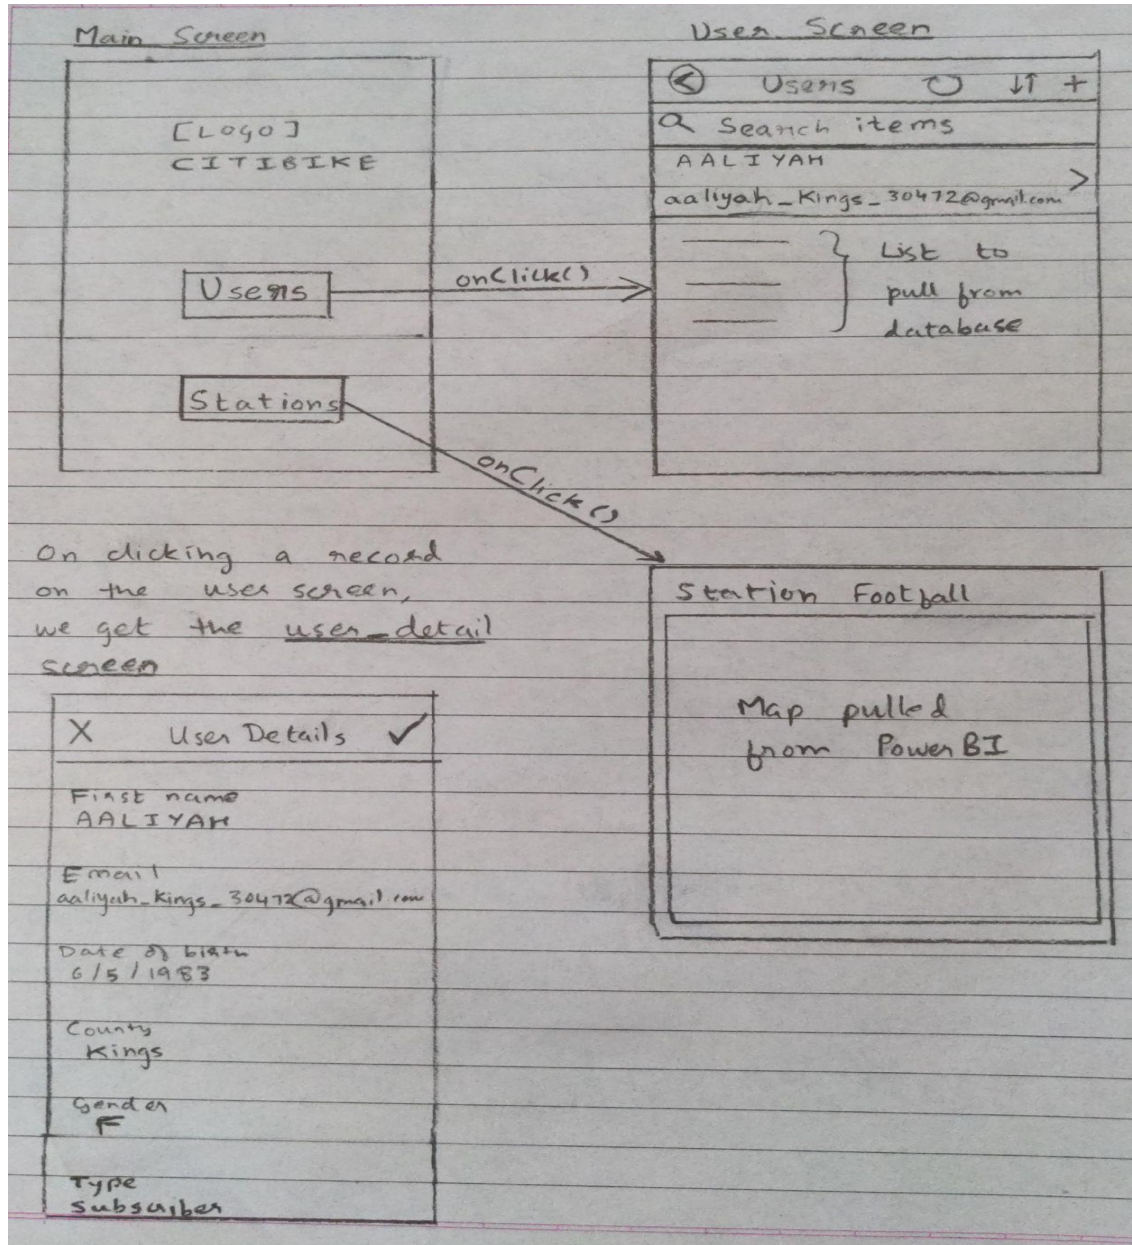 Main Screen
[LOGO]
CITIBIKE
Users
Stations
onClick()
onClick()
User Screen
Users +
Search items
AALIYAH
>
aaliyah_Kings_30472@gmail.com
List to
pull from
database
On clicking a record
on the user screen,
we get the user_detail
screen
X User Details ✓
First name
AALIYAH
Email
aaliyah_Kings_30472@gmail.com
Date of birth
6/5/1983
County
Kings
Gender
F
Type
Subscriber
Station Football
Map pulled
from PowerBI